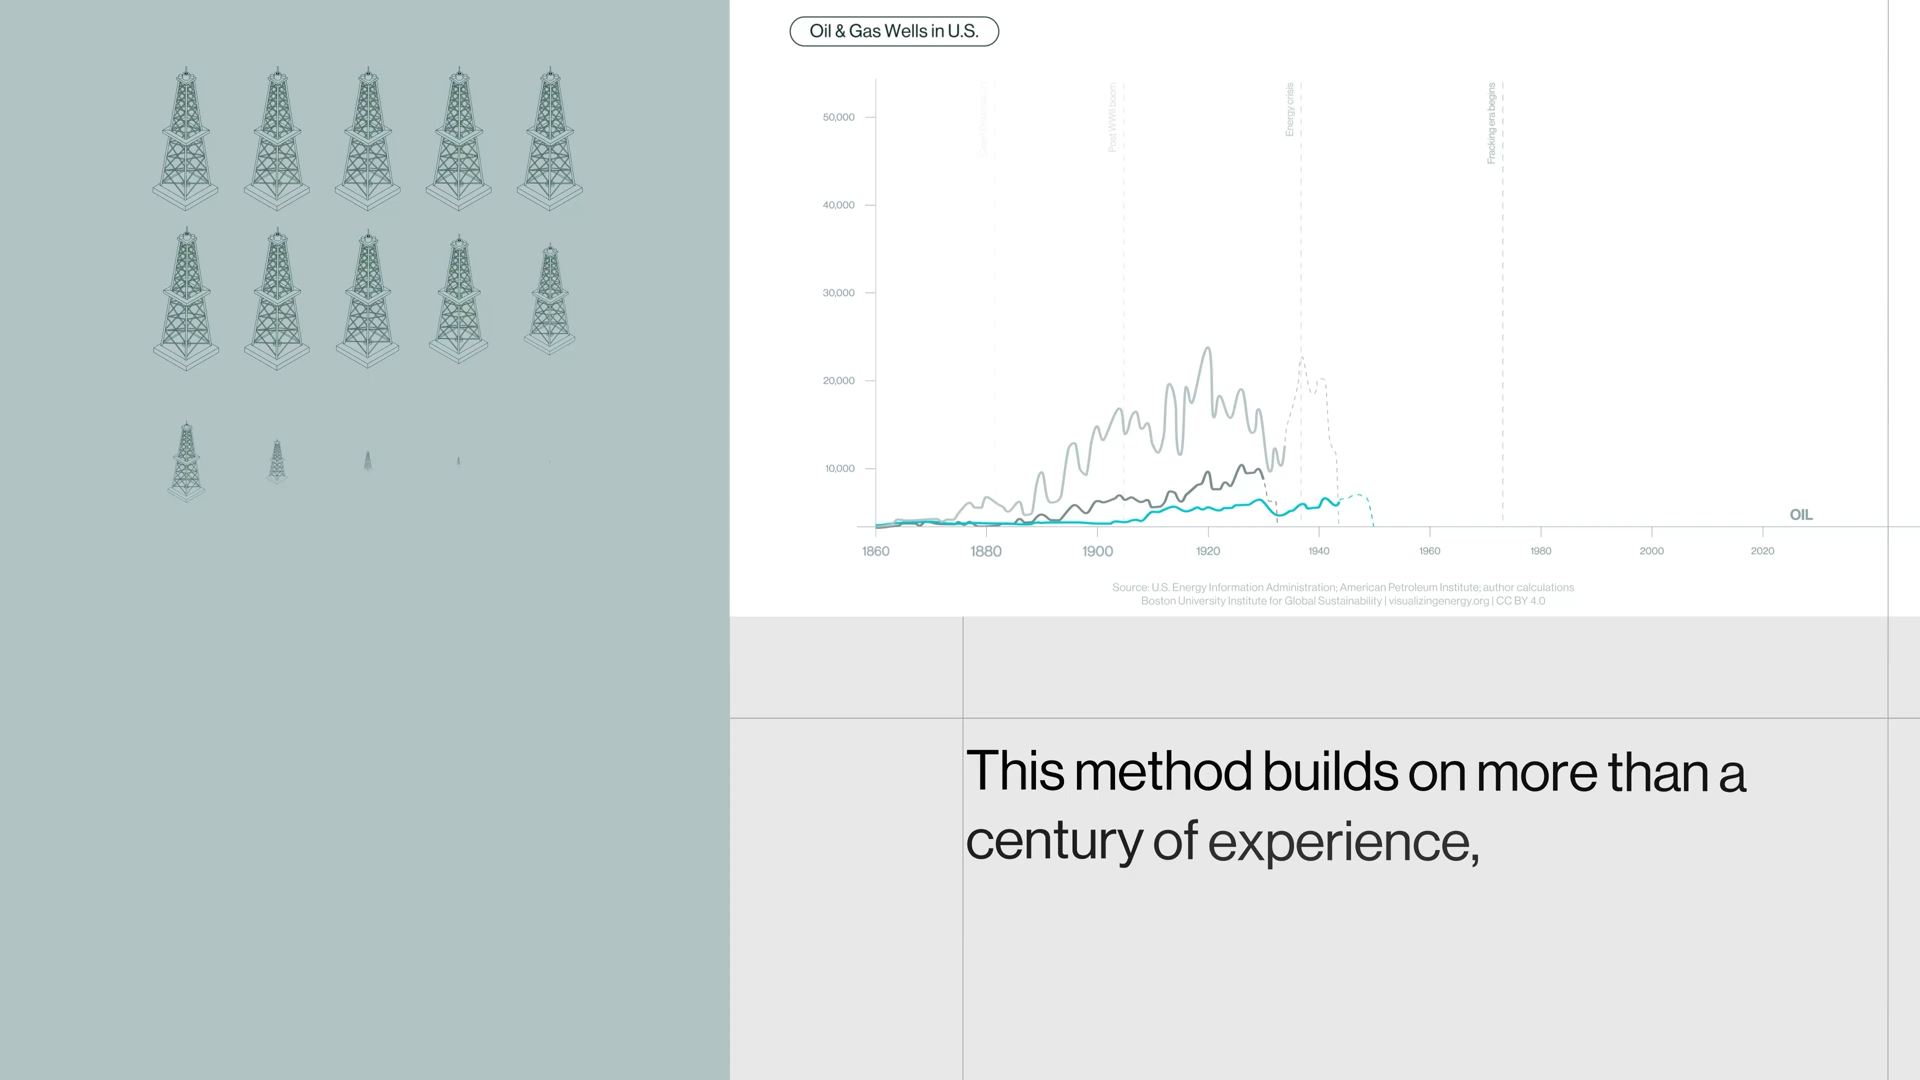 Oil & Gas Wells in U.S.
Post WWII boom
Energy crisis
Fracking era begins
50,000
40,000
30,000
20,000
10,000
OIL
1860 1880 1900 1920 1940 1960 1980 2000 2020
Source: U.S. Energy Information Administration; American Petroleum Institute; author calculations
Boston University Institute for Global Sustainability | visualizingenergy.org | CC BY 4.0
This method builds on more than a
century of experience,